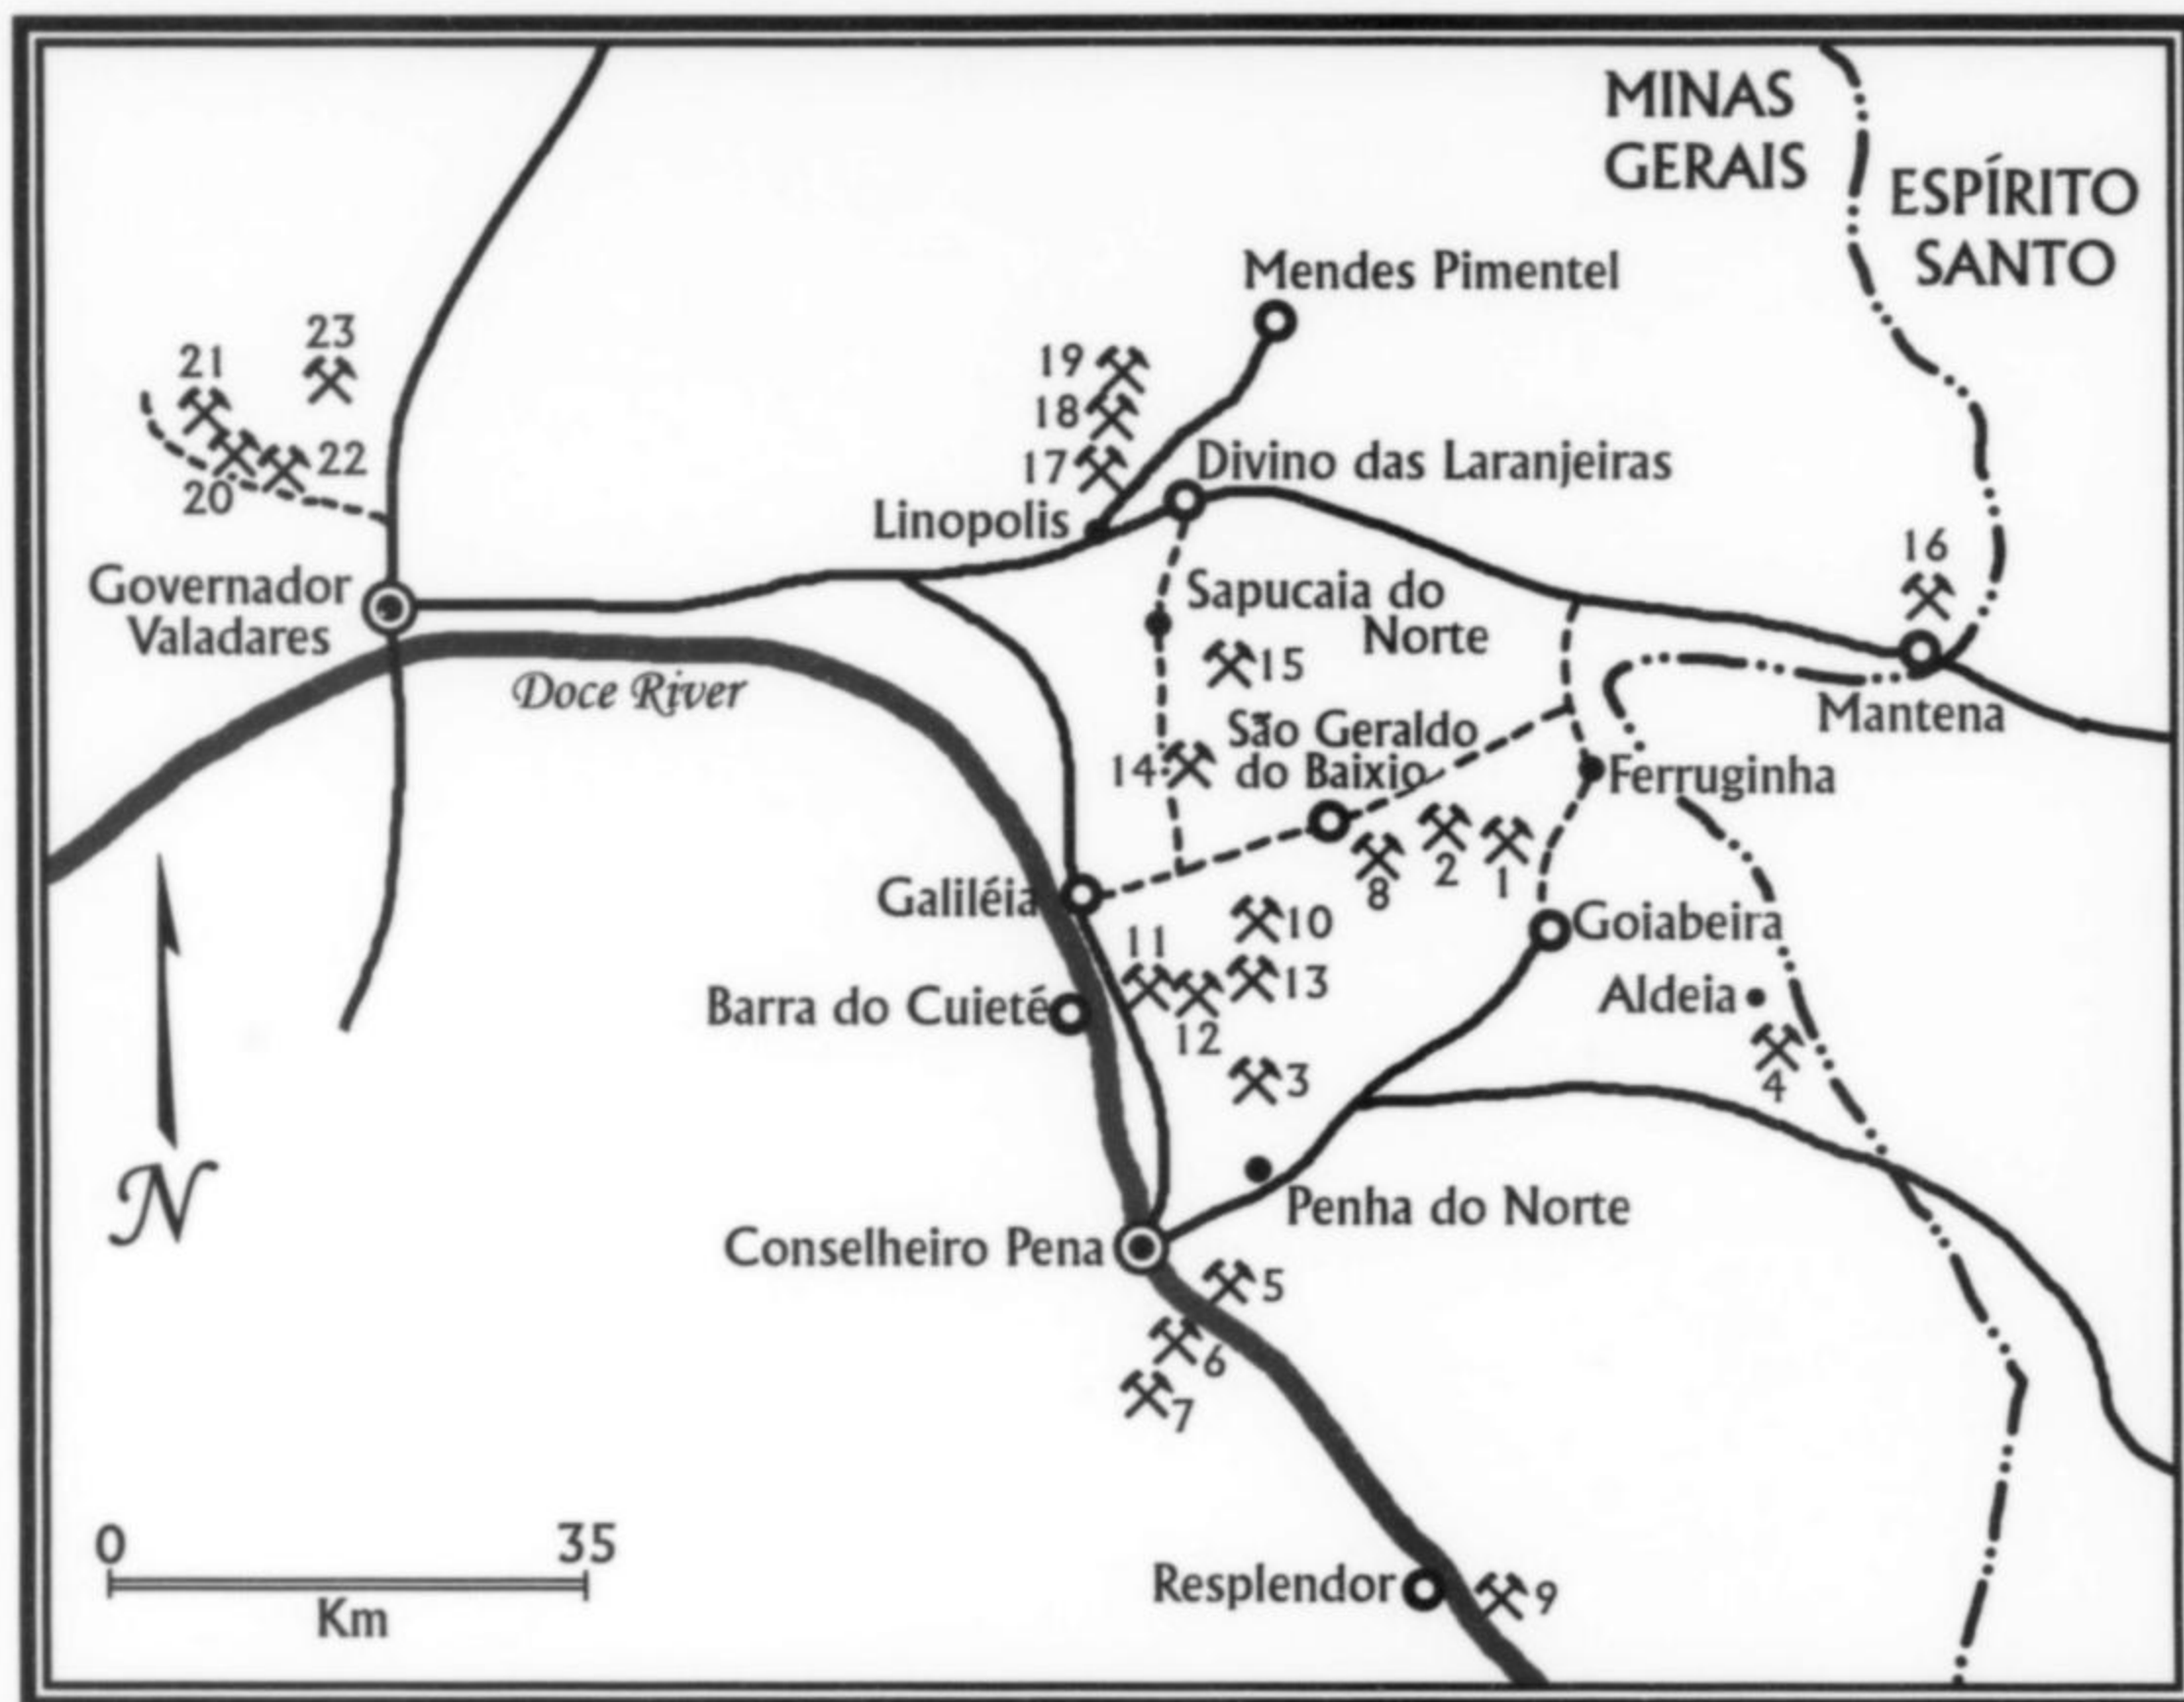 MINAS
GERAIS
ESPÍRITO
SANTO
Mendes Pimentel
23
21
19
18
17
22
20
Divino das Laranjeiras
Linopolis
16
Governador
Valadares
Sapucaia do
Norte
15
Doce River
Mantena
São Geraldo
do Baixio
14
Ferruginha
8
2
1
Galiléia
10
Goiabeira
11
13
Barra do Cuieté
12
Aldeia
3
4
N
Penha do Norte
Conselheiro Pena
5
6
7
0
35
Km
Resplendor
9